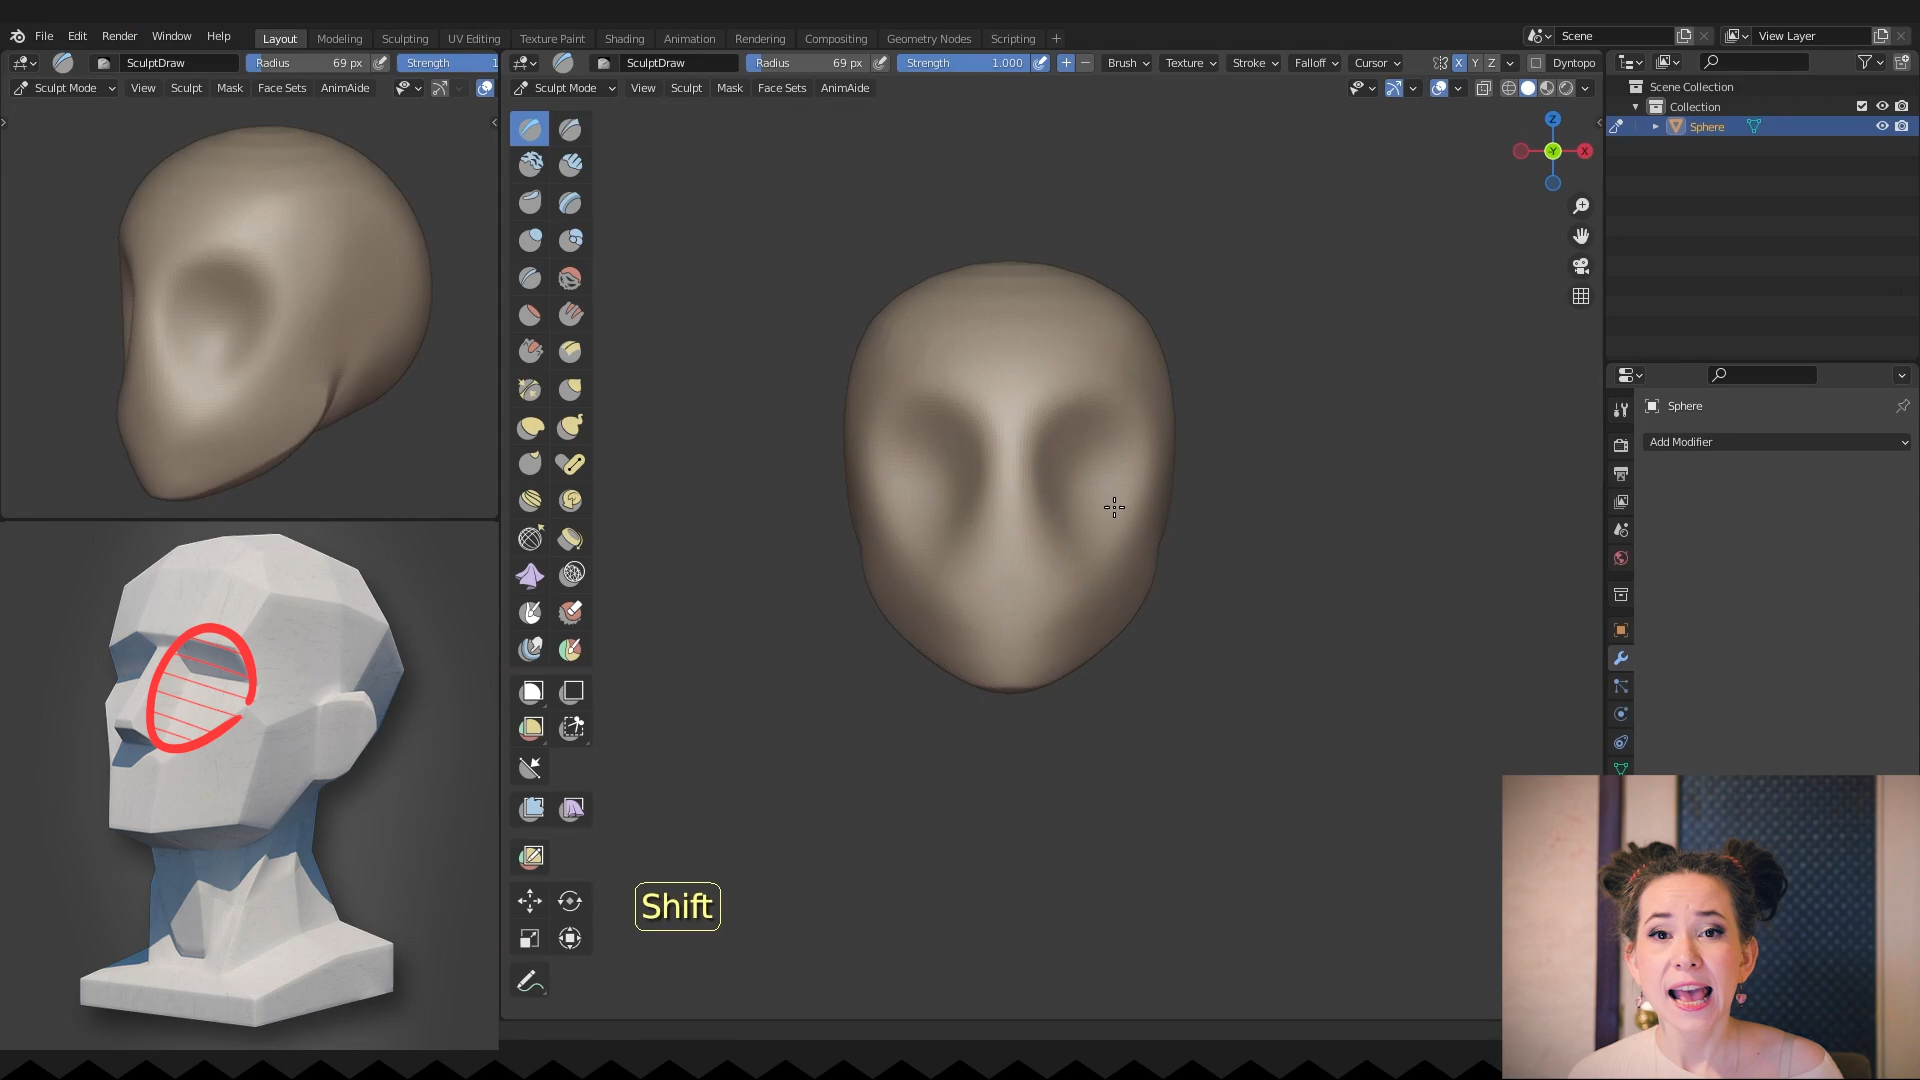 File Edit Render Window Help Layout Modeling Sculpting UV Editing Texture Paint Shading Animation Rendering Compositing Geometry Nodes Scripting + Scene View Layer
SculptDraw Radius 69 px Strength 1 SculptDraw Radius 69 px Strength 1.000 + − Brush Texture Stroke Falloff Cursor X Y Z Dyntopo
Sculpt Mode View Sculpt Mask Face Sets AnimAide Sculpt Mode View Sculpt Mask Face Sets AnimAide
Scene Collection
Collection
Sphere
Z
-Y X
Sphere
Add Modifier
Shift